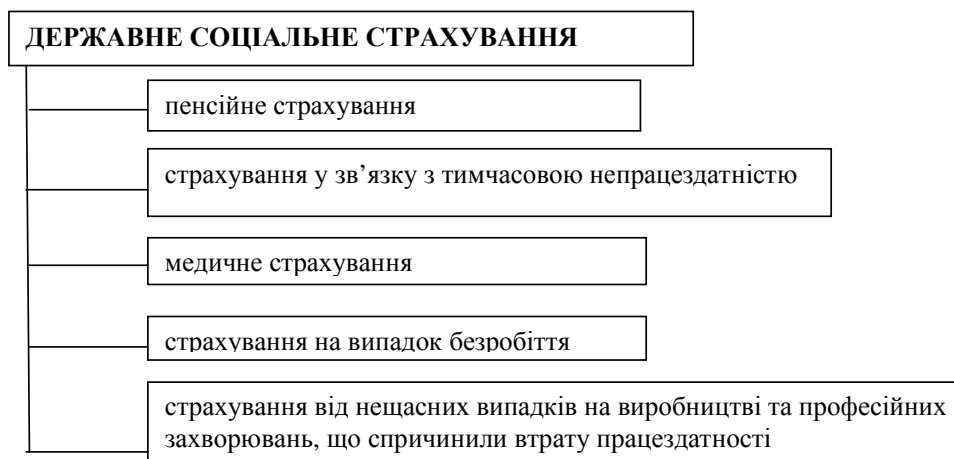 ДЕРЖАВНЕ СОЦІАЛЬНЕ СТРАХУВАННЯ
пенсійне страхування
страхування у зв’язку з тимчасовою непрацездатністю
медичне страхування
страхування на випадок безробіття
страхування від нещасних випадків на виробництві та професійних
захворювань, що спричинили втрату працездатності